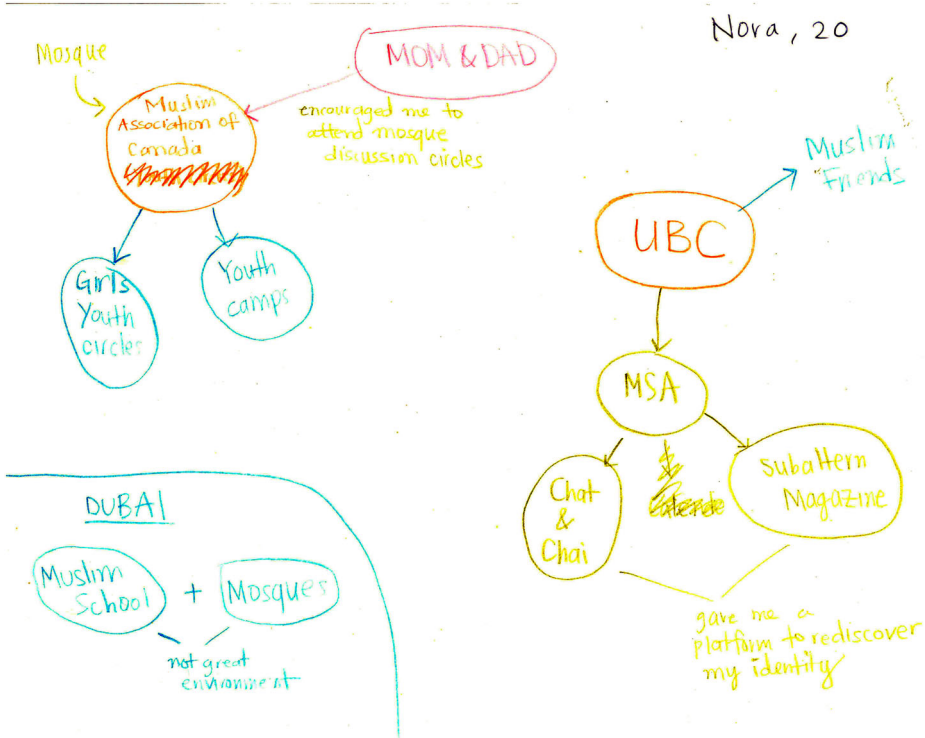 Nora, 20
Mosque
MOM & DAD
Muslim
Association of
Canada
encouraged me to
attend mosque
discussion circles
Girls
Youth
circles
Youth
camps
Muslim
Friends
UBC
MSA
Chat
&
Chai
Subaltern
Magazine
gave me a
platform to rediscover
my identity
DUBAI
Muslim
School
+
Mosques
not great
environment